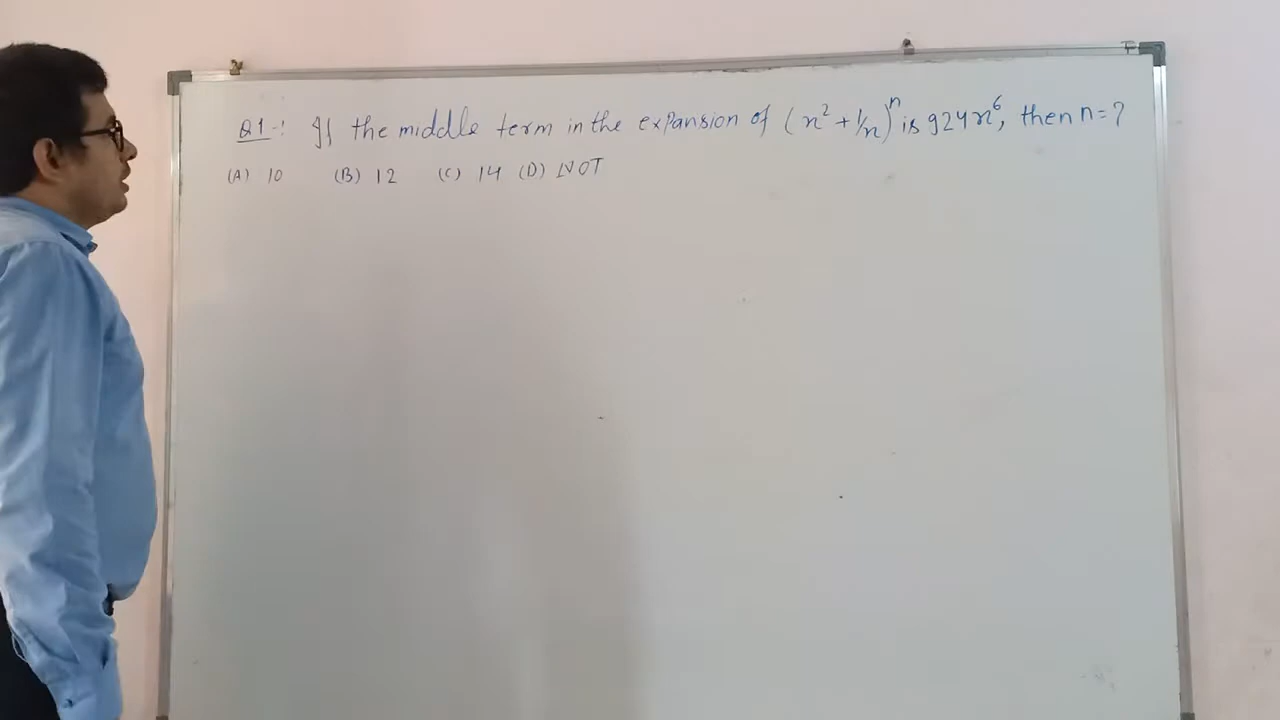 Q1-: If the middle term in the expansion of (x² + 1/x)ⁿ is 924x⁶, then n = ?
(A) 10 (B) 12 (C) 14 (D) NOT